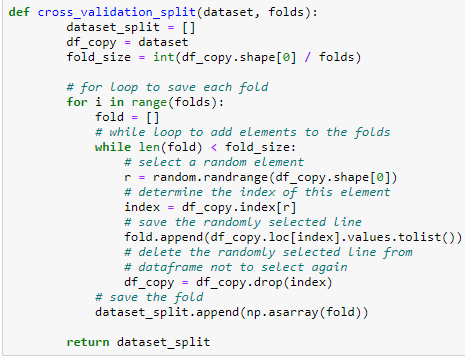 def cross_validation_split(dataset, folds):
        dataset_split = []
        df_copy = dataset
        fold_size = int(df_copy.shape[0] / folds)

        # for loop to save each fold
        for i in range(folds):
            fold = []
            # while loop to add elements to the folds
            while len(fold) < fold_size:
                # select a random element
                r = random.randrange(df_copy.shape[0])
                # determine the index of this element
                index = df_copy.index[r]
                # save the randomly selected line
                fold.append(df_copy.loc[index].values.tolist())
                # delete the randomly selected line from
                # dataframe not to select again
                df_copy = df_copy.drop(index)
            # save the fold
            dataset_split.append(np.asarray(fold))

        return dataset_split